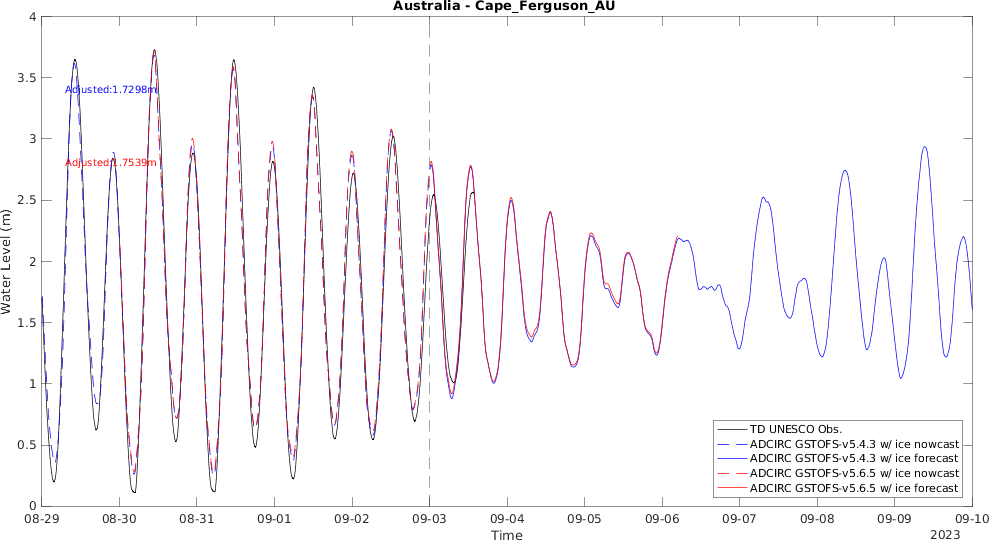 Australia - Cape_Ferguson_AU
4
3.5
3
2.5
2
1.5
1
0.5
0
Water Level (m)
Adjusted:1.7298m
Adjusted:1.7539m
TD UNESCO Obs.
ADCIRC GSTOFS-v5.4.3 w/ ice nowcast
ADCIRC GSTOFS-v5.4.3 w/ ice forecast
ADCIRC GSTOFS-v5.6.5 w/ ice nowcast
ADCIRC GSTOFS-v5.6.5 w/ ice forecast
08-29 08-30 08-31 09-01 09-02 09-03 09-04 09-05 09-06 09-07 09-08 09-09 09-10
Time
2023